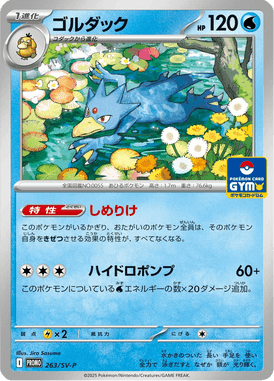 1進化 ゴルダック HP 120
コダックから進化
POKÉMON CARD
GYM
ポケモンカードジム
全国図鑑NO.0055 あひるポケモン 高さ:1.7m 重さ:76.6kg
特性 しめりけ
このポケモンがいるかぎり、おたがいのポケモン全員は、そのポケモン
自身をきぜつさせる効果の特性が、すべてなくなる。
ハイドロポンプ 60+
このポケモンについている エネルギーの数×20ダメージ追加。
弱点 ×2 抵抗力 にげる
illus. Jiro Sasumo
PROMO 263/SV-P
©2025 Pokémon/Nintendo/Creatures/GAME FREAK.